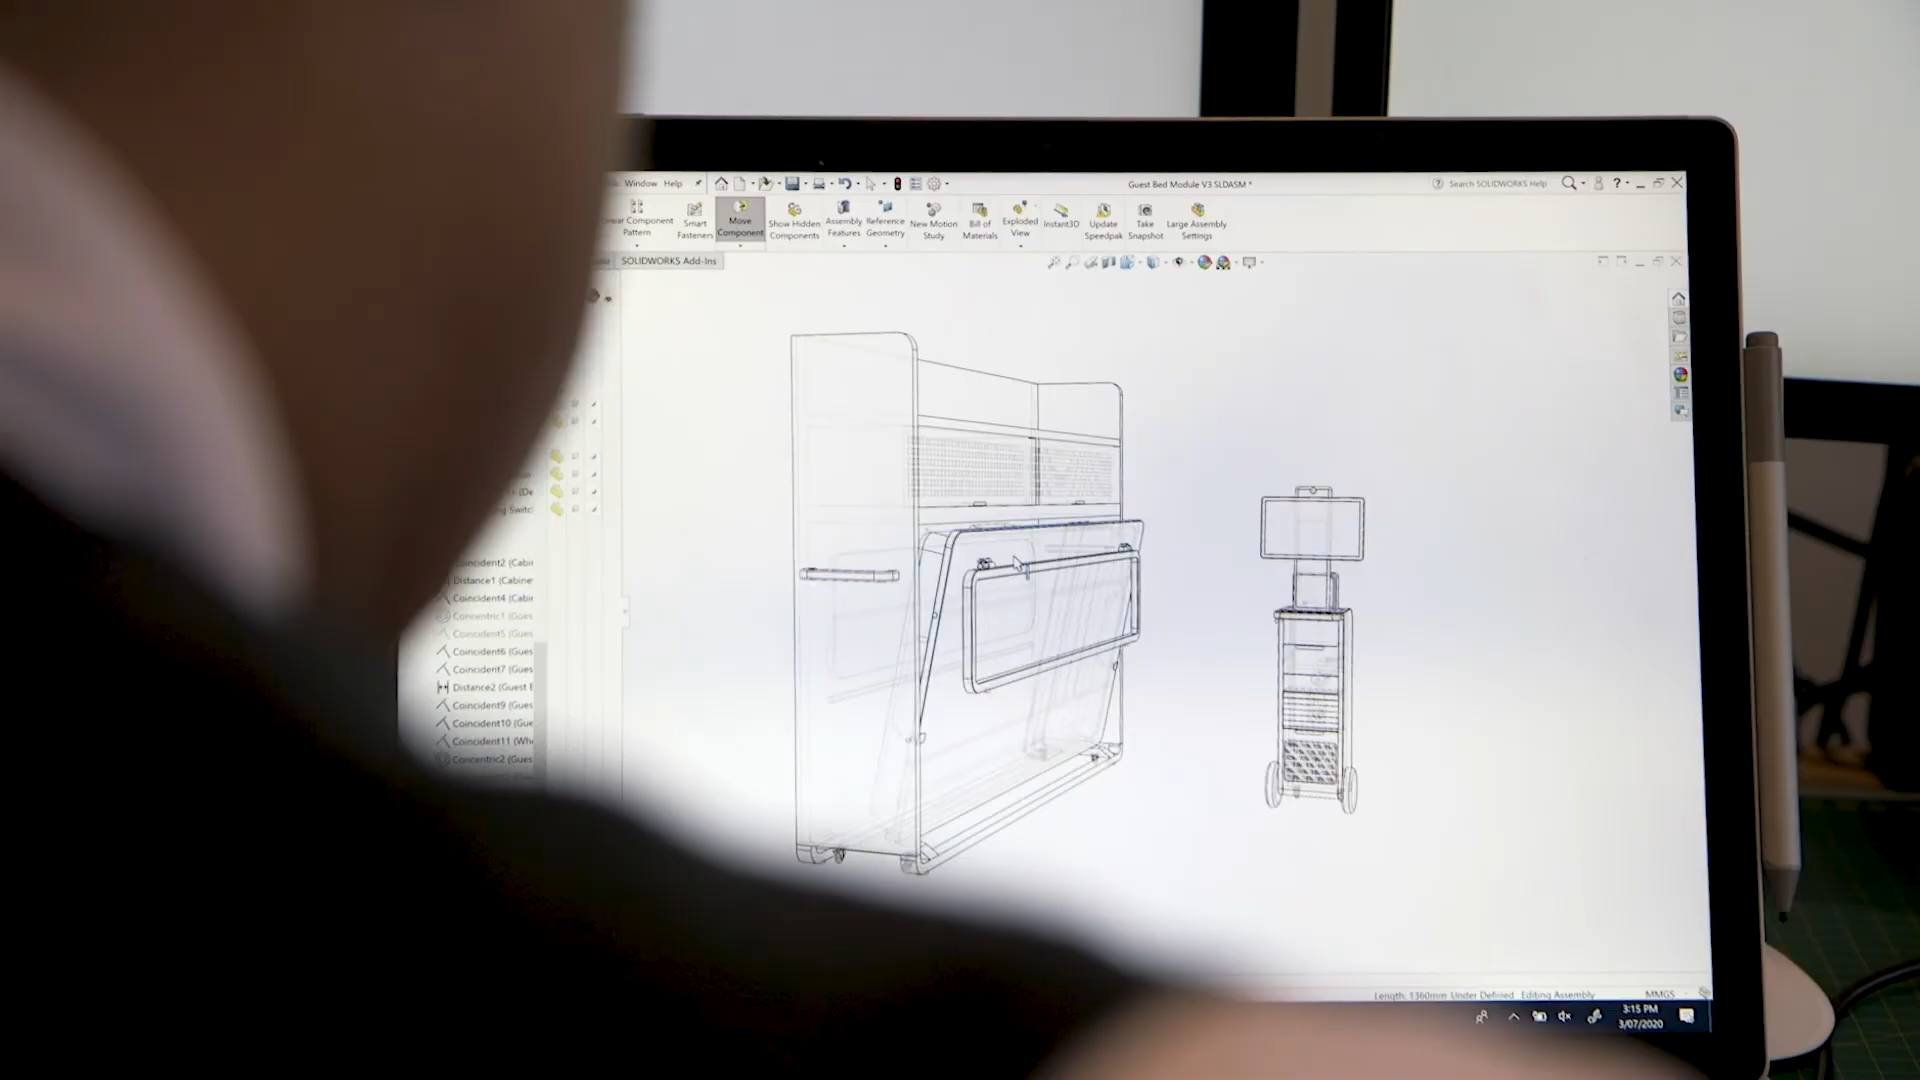 Window Help
Guest Bed Module V3.SLDASM *
Search SOLIDWORKS Help
Component
Pattern
Smart
Fasteners
Move
Component
Show Hidden
Components
Assembly
Features
Reference
Geometry
New Motion
Study
Bill of
Materials
Exploded
View
Instant3D
Update
Speedpak
Take
Snapshot
Large Assembly
Settings
SOLIDWORKS Add-Ins
Coincident2 (Cabi
Distance1 (Cabine
Coincident4 (Cabi
Concentric1 (Gues
Coincident5 (Gues
Coincident6 (Gues
Coincident7 (Gues
Distance2 (Guest
Coincident9 (Gues
Coincident10 (Gue
Coincident11 (Wh
Concentric2 (Gues
Length: 1360mm Under Defined Editing Assembly MMGS
3:15 PM
3/07/2020